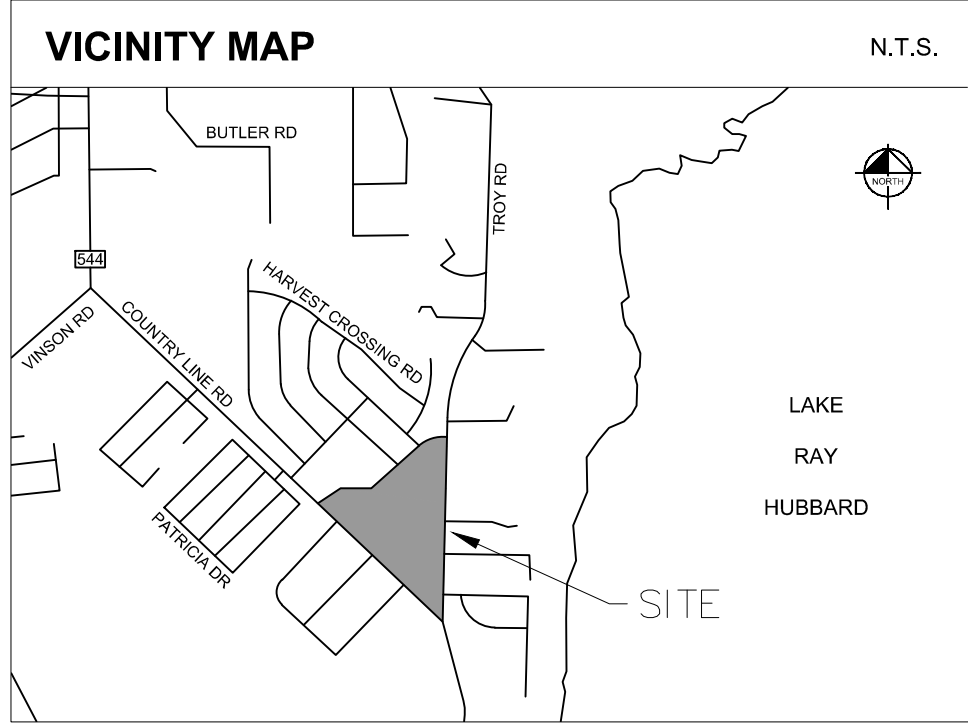 VICINITY MAP
N.T.S.
BUTLER RD
TROY RD
NORTH
544
HARVEST CROSSING RD
VINSON RD
COUNTRY LINE RD
LAKE
RAY
HUBBARD
PATRICIA DR
SITE